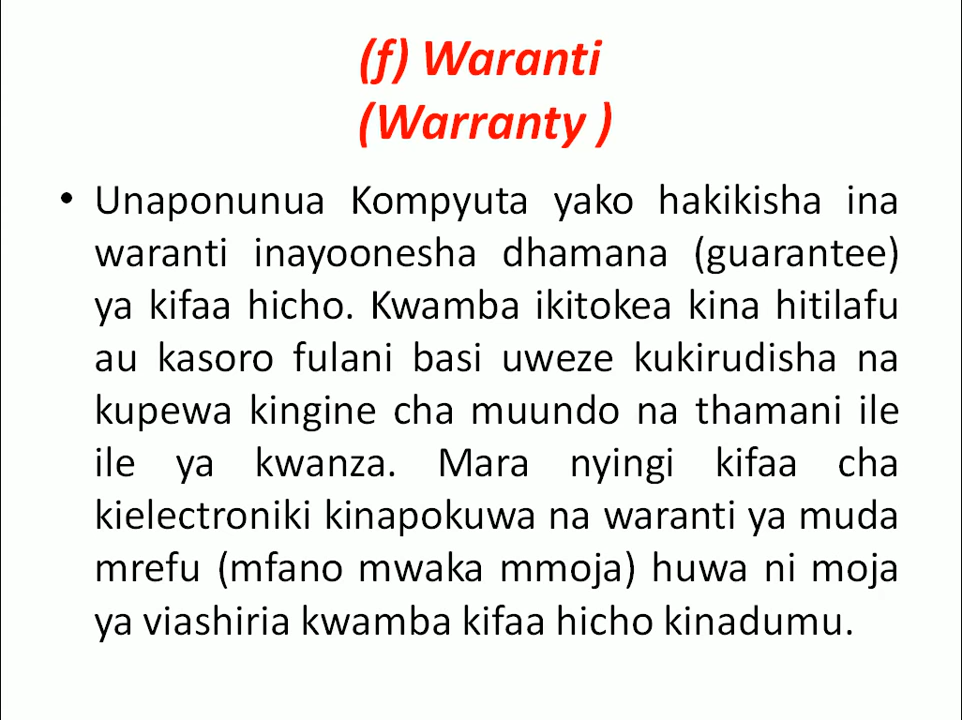 (f) Waranti
(Warranty )
• Unaponunua Kompyuta yako hakikisha ina
waranti inayoonesha dhamana (guarantee)
ya kifaa hicho. Kwamba ikitokea kina hitilafu
au kasoro fulani basi uweze kukirudisha na
kupewa kingine cha muundo na thamani ile
ile ya kwanza. Mara nyingi kifaa cha
kielectroniki kinapokuwa na waranti ya muda
mrefu (mfano mwaka mmoja) huwa ni moja
ya viashiria kwamba kifaa hicho kinadumu.